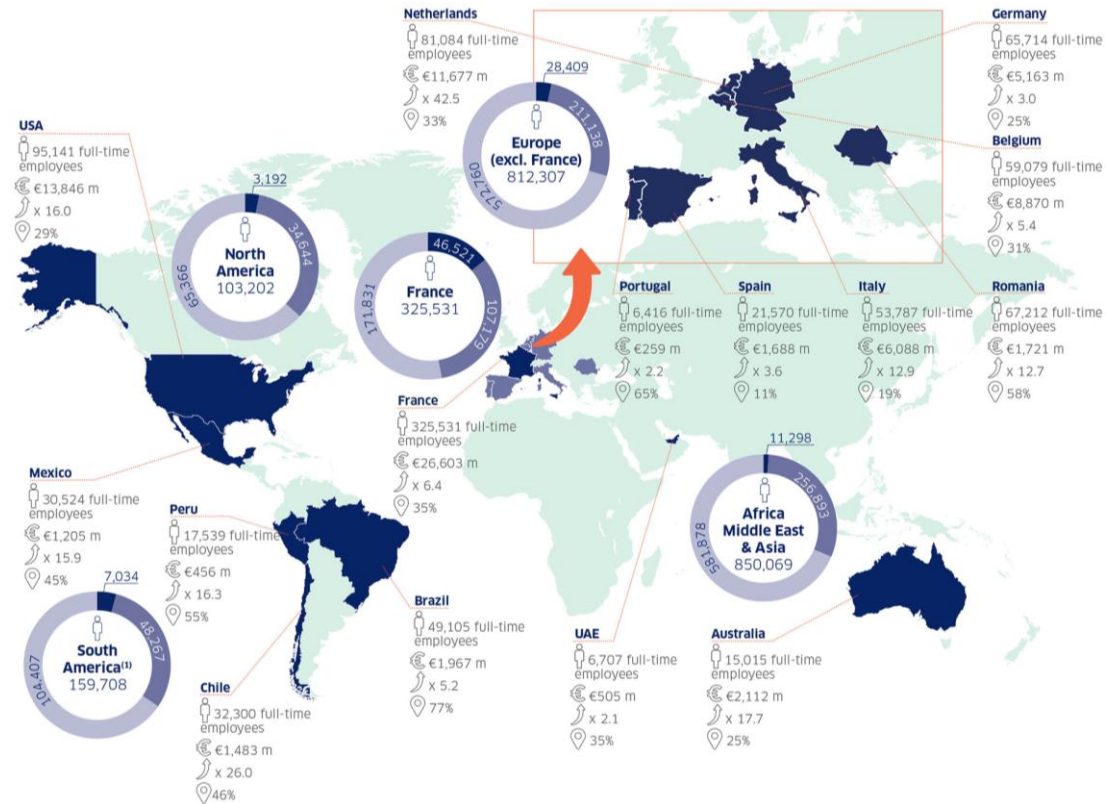 Netherlands
81,084 full-time
employees
€11,677 m
x 42.5
33%
28,409
211,138
572,760
Europe
(excl. France)
812,307
Germany
65,714 full-time
employees
€5,163 m
x 3.0
25%
Belgium
59,079 full-time
employees
€8,870 m
x 5.4
31%
USA
95,141 full-time
employees
€13,846 m
x 16.0
29%
3,192
34,644
65,366
North
America
103,202
46,521
107,179
171,831
France
325,531
Portugal
6,416 full-time
employees
€259 m
x 2.2
65%
Spain
21,570 full-time
employees
€1,688 m
x 3.6
11%
Italy
53,787 full-time
employees
€6,088 m
x 12.9
19%
Romania
67,212 full-time
employees
€1,721 m
x 12.7
58%
France
325,531 full-time
employees
€26,603 m
x 6.4
35%
11,298
256,893
581,878
Africa
Middle East
& Asia
850,069
Mexico
30,524 full-time
employees
€1,205 m
x 15.9
45%
Peru
17,539 full-time
employees
€456 m
x 16.3
55%
7,034
48,267
104,407
South
America(1)
159,708
Brazil
49,105 full-time
employees
€1,967 m
x 5.2
77%
Chile
32,300 full-time
employees
€1,483 m
x 26.0
46%
UAE
6,707 full-time
employees
€505 m
x 2.1
35%
Australia
15,015 full-time
employees
€2,112 m
x 17.7
25%